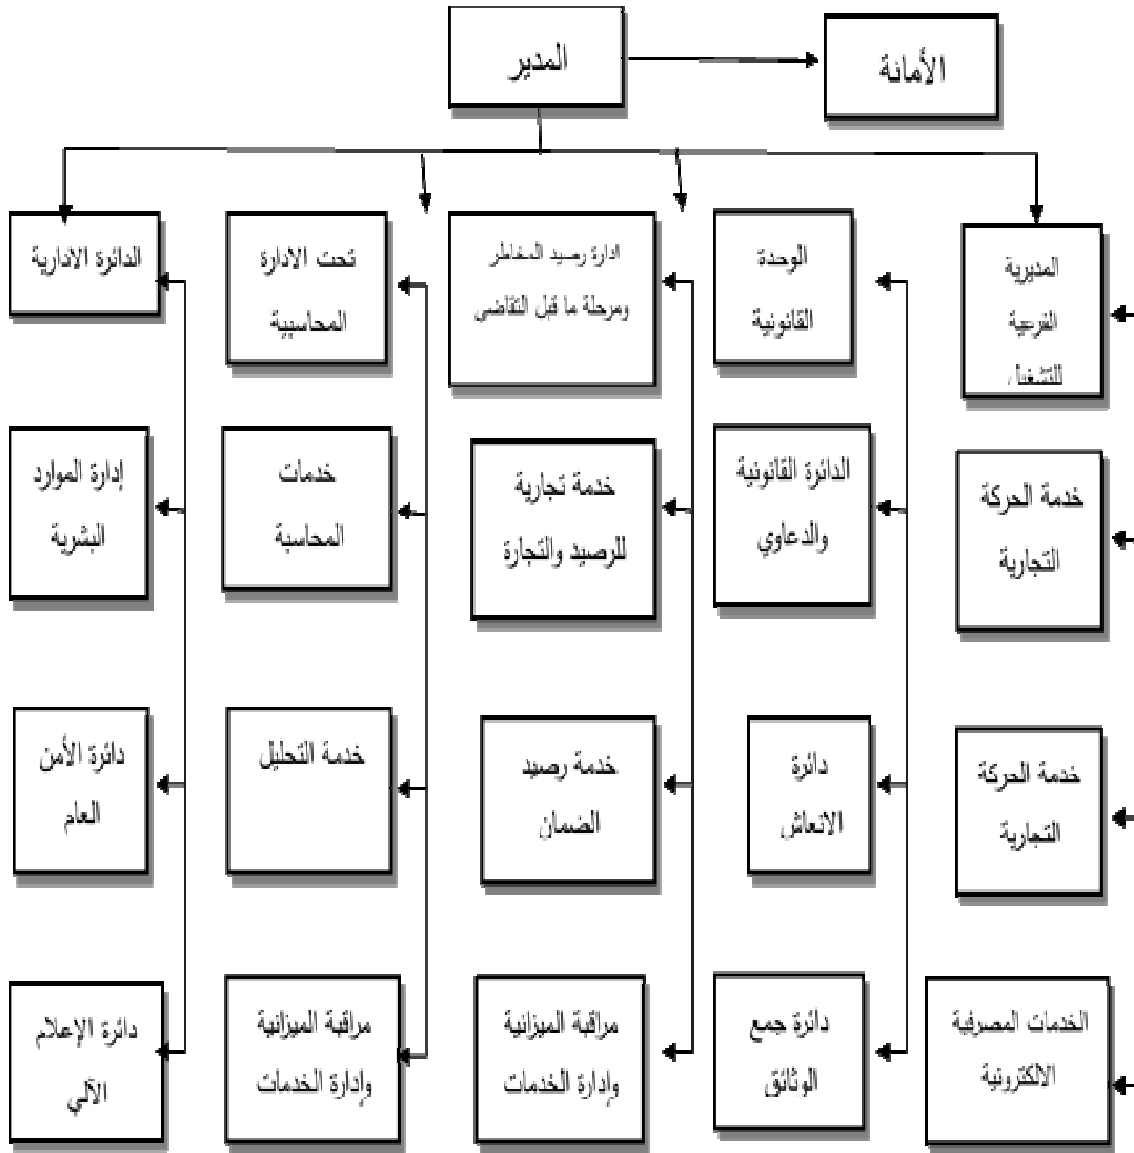 المدير
الأمانة
المديرية
الفرعية
للتشغيل
الوحدة
القانونية
ادارة رصيد المخاطر
ومرحلة ما قبل التقاضي
تحت الادارة
المحاسبية
الدائرة الادارية
خدمة الحركة
التجارية
الدائرة القانونية
والدعاوي
خدمة تجارية
للرصيد والتجارة
خدمات
المحاسبة
إدارة الموارد
البشرية
خدمة الحركة
التجارية
دائرة
الانعاش
خدمة رصيد
الضمان
خدمة التحليل
دائرة الأمن
العام
الخدمات المصرفية
الالكترونية
دائرة جمع
الوثائق
مراقبة الميزانية
وإدارة الخدمات
مراقبة الميزانية
وإدارة الخدمات
دائرة الإعلام
الآلي